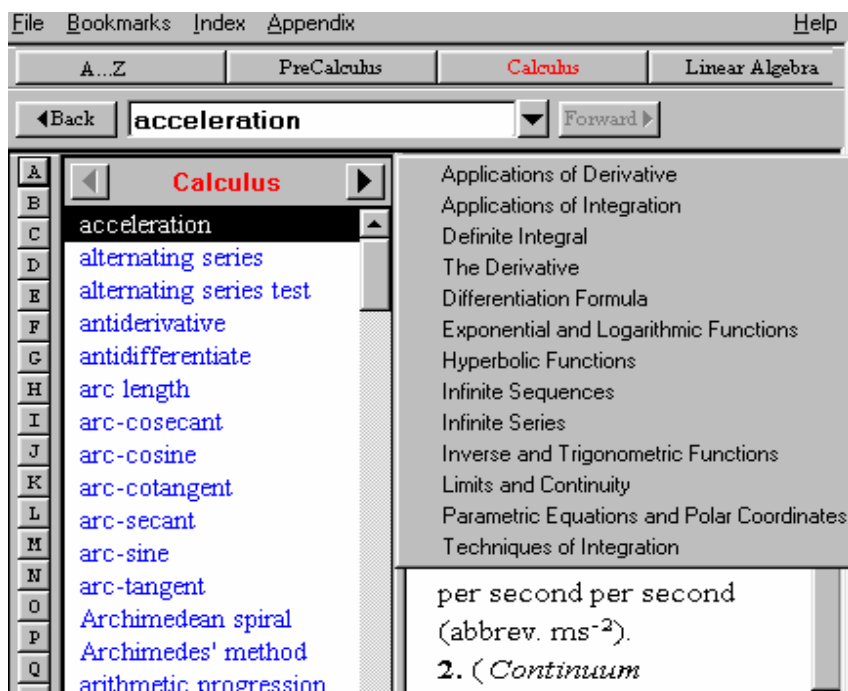 File Bookmarks Index Appendix Help
A...Z PreCalculus Calculus Linear Algebra
Back acceleration Forward
A
B
C
D
E
F
G
H
I
J
K
L
M
N
O
P
Q
Calculus
acceleration
alternating series
alternating series test
antiderivative
antidifferentiate
arc length
arc-cosecant
arc-cosine
arc-cotangent
arc-secant
arc-sine
arc-tangent
Archimedean spiral
Archimedes' method
arithmetic progression
Applications of Derivative
Applications of Integration
Definite Integral
The Derivative
Differentiation Formula
Exponential and Logarithmic Functions
Hyperbolic Functions
Infinite Sequences
Infinite Series
Inverse and Trigonometric Functions
Limits and Continuity
Parametric Equations and Polar Coordinates
Techniques of Integration
per second per second
(abbrev. ms⁻²).
2. (Continuum